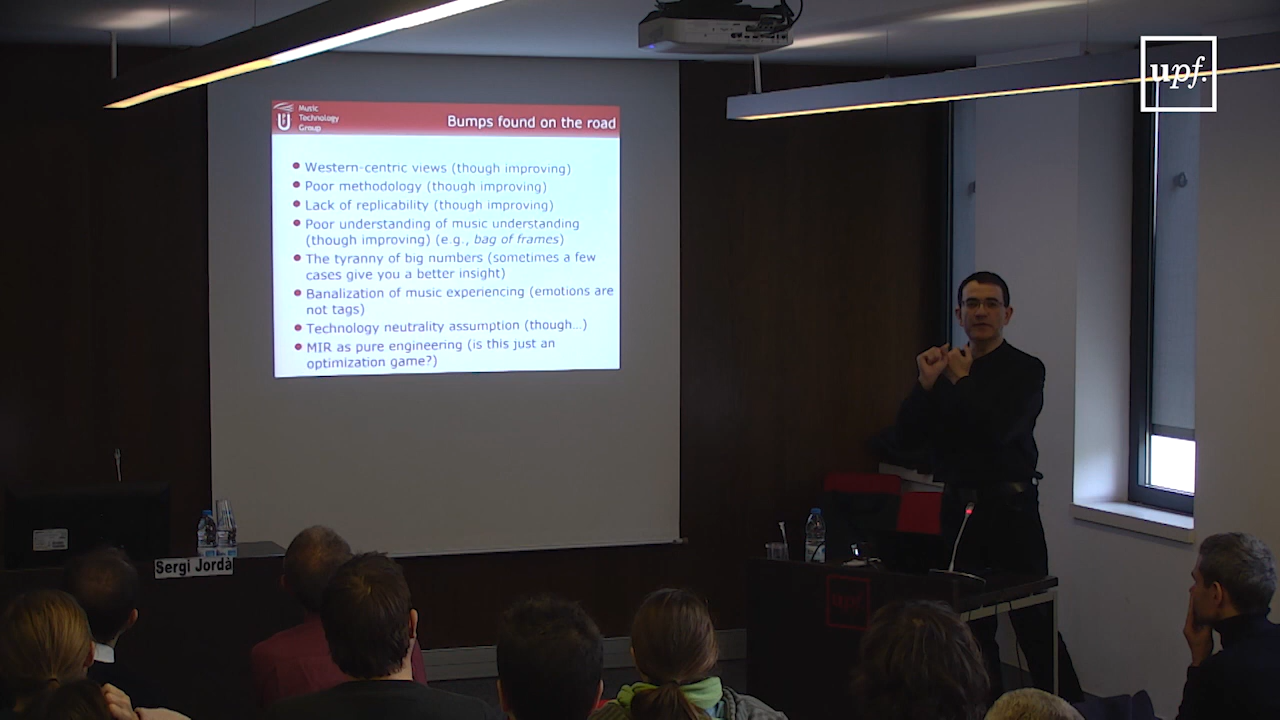 upf.
Music
Technology
Group
Bumps found on the road
Western-centric views (though improving)
Poor methodology (though improving)
Lack of replicability (though improving)
Poor understanding of music understanding
(though improving) (e.g., bag of frames)
The tyranny of big numbers (sometimes a few
cases give you a better insight)
Banalization of music experiencing (emotions are
not tags)
Technology neutrality assumption (though...)
MIR as pure engineering (is this just an
optimization game?)
Sergi Jordà
upf